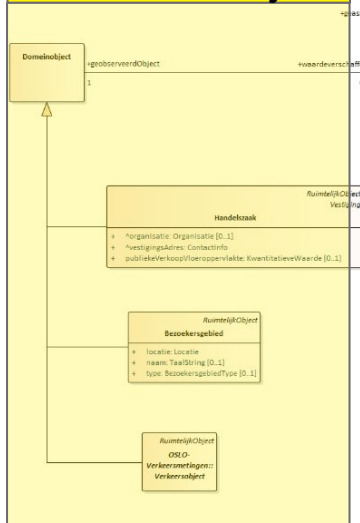 Domeinobject
+geobserveerdObject
+waardeverschaff
1
RuimtelijkObject
Vestiging
Handelszaak
+ ^organisatie: Organisatie [0..1]
+ ^vestigingsAdres: ContactInfo
+ publiekeVerkoopVloeroppervlakte: KwantitatieveWaarde [0..1]
RuimtelijkObject
Bezoekersgebied
+ locatie: Locatie
+ naam: TaalString [0..1]
+ type: BezoekersgebiedType [0..1]
RuimtelijkObject
OSLO-
Verkeersmetingen::
Verkeersobject